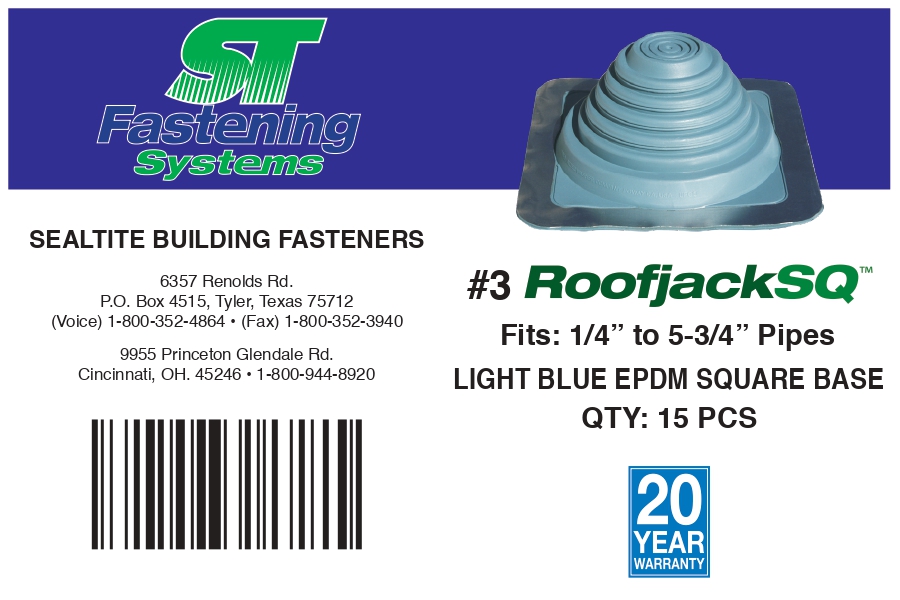 ST
Fastening
Systems
SEALTITE BUILDING FASTENERS
6357 Renolds Rd.
P.O. Box 4515, Tyler, Texas 75712
(Voice) 1-800-352-4864 • (Fax) 1-800-352-3940
9955 Princeton Glendale Rd.
Cincinnati, OH. 45246 • 1-800-944-8920
#3 RoofjackSQ™
Fits: 1/4” to 5-3/4” Pipes
LIGHT BLUE EPDM SQUARE BASE
QTY: 15 PCS
20
YEAR
WARRANTY